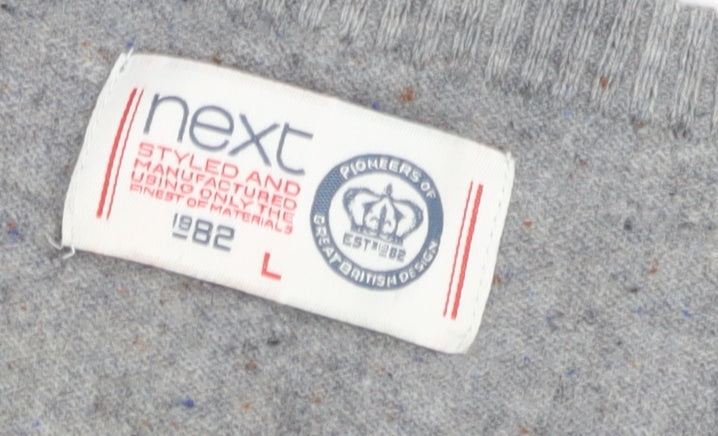 next
STYLED AND
MANUFACTURED
USING ONLY THE
FINEST OF MATERIALS
1982
L
PIONEERS OF
EST 1982
GREAT BRITISH DESIGN